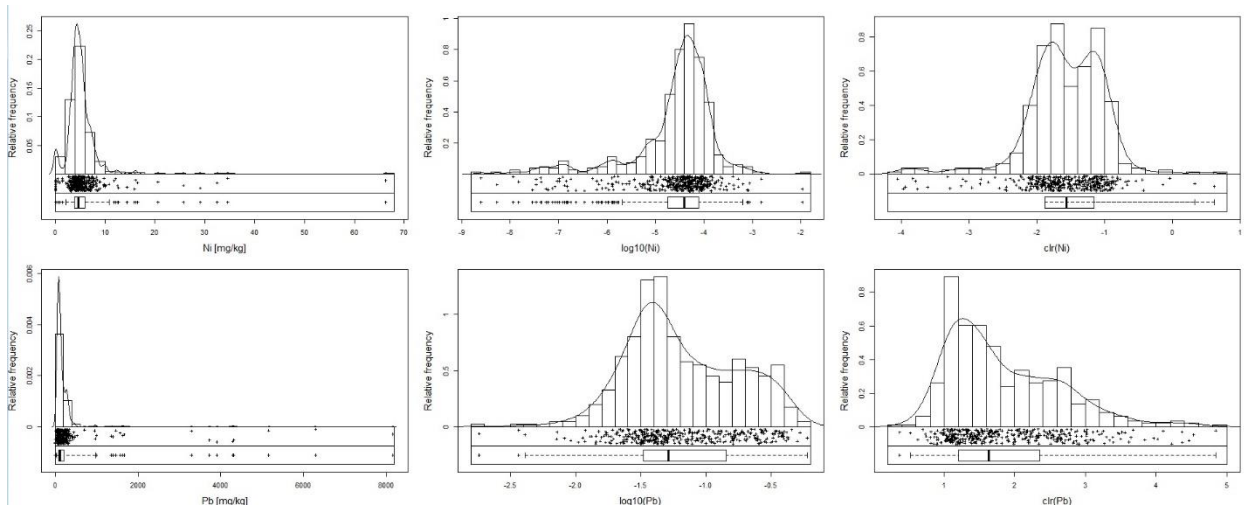 Relative frequency
0.05 0.15 0.25
0 10 20 30 40 50 60 70
Ni [mg/kg]
Relative frequency
0 0.2 0.4 0.6 0.8 1
-9 -8 -7 -6 -5 -4 -3 -2
log10(Ni)
Relative frequency
0 0.2 0.4 0.6 0.8
-4 -3 -2 -1 0 1
clr(Ni)
Relative frequency
0 0.002 0.004 0.006
0 2000 4000 6000 8000
Pb [mg/kg]
Relative frequency
0 0.5 1
-2.5 -2.0 -1.5 -1.0 -0.5
log10(Pb)
Relative frequency
0 0.2 0.4 0.6 0.8
1 2 3 4 5
clr(Pb)